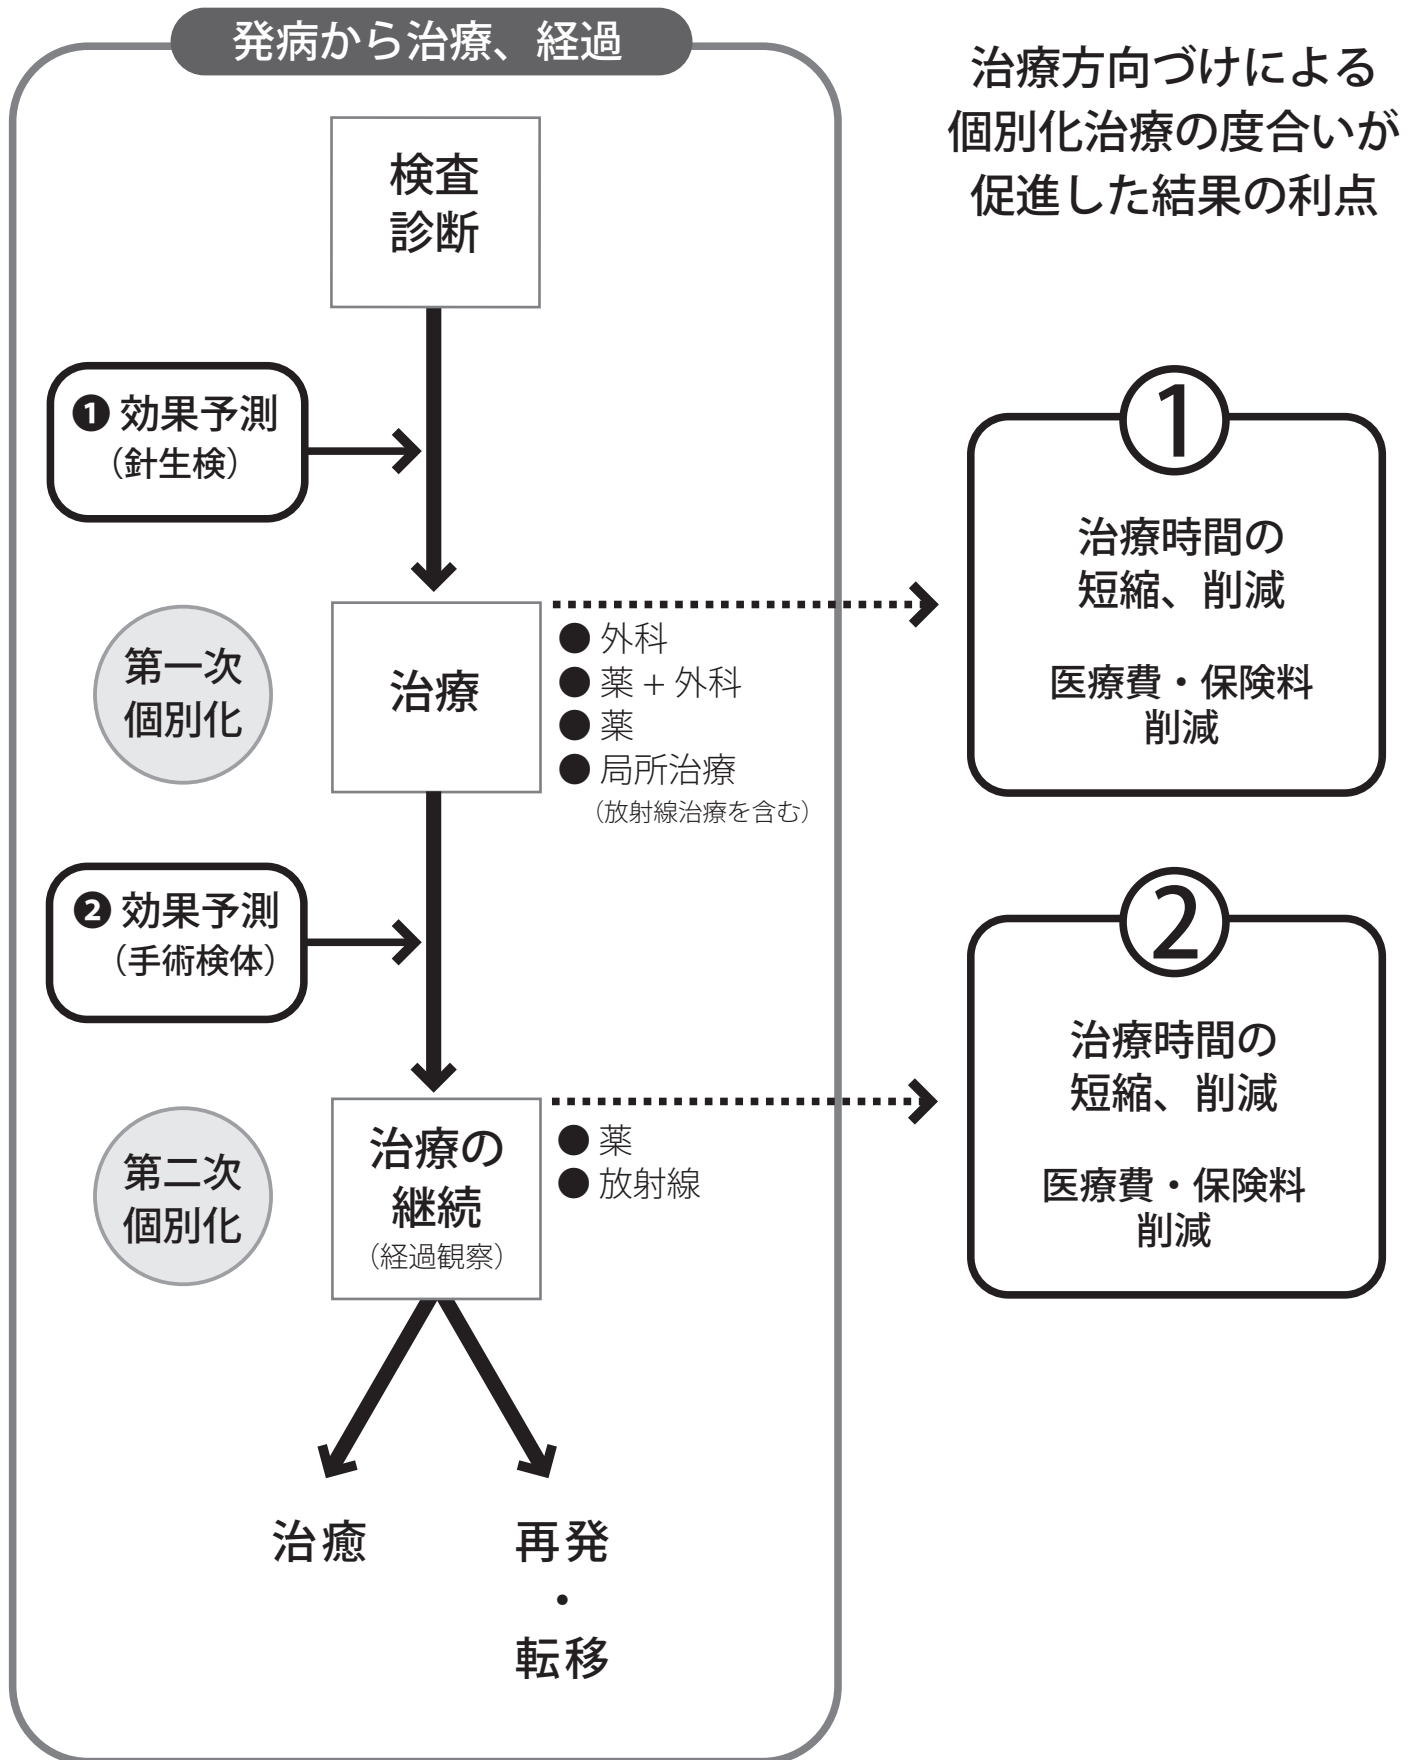 発病から治療、経過
治療方向づけによる
個別化治療の度合いが
促進した結果の利点
検査
診断
❶ 効果予測
（針生検）
第一次
個別化
治療
● 外科
● 薬 + 外科
● 薬
● 局所治療
（放射線治療を含む）
1
治療時間の
短縮、削減
医療費・保険料
削減
❷ 効果予測
（手術検体）
第二次
個別化
治療の
継続
（経過観察）
● 薬
● 放射線
2
治療時間の
短縮、削減
医療費・保険料
削減
治癒
再発
・
転移